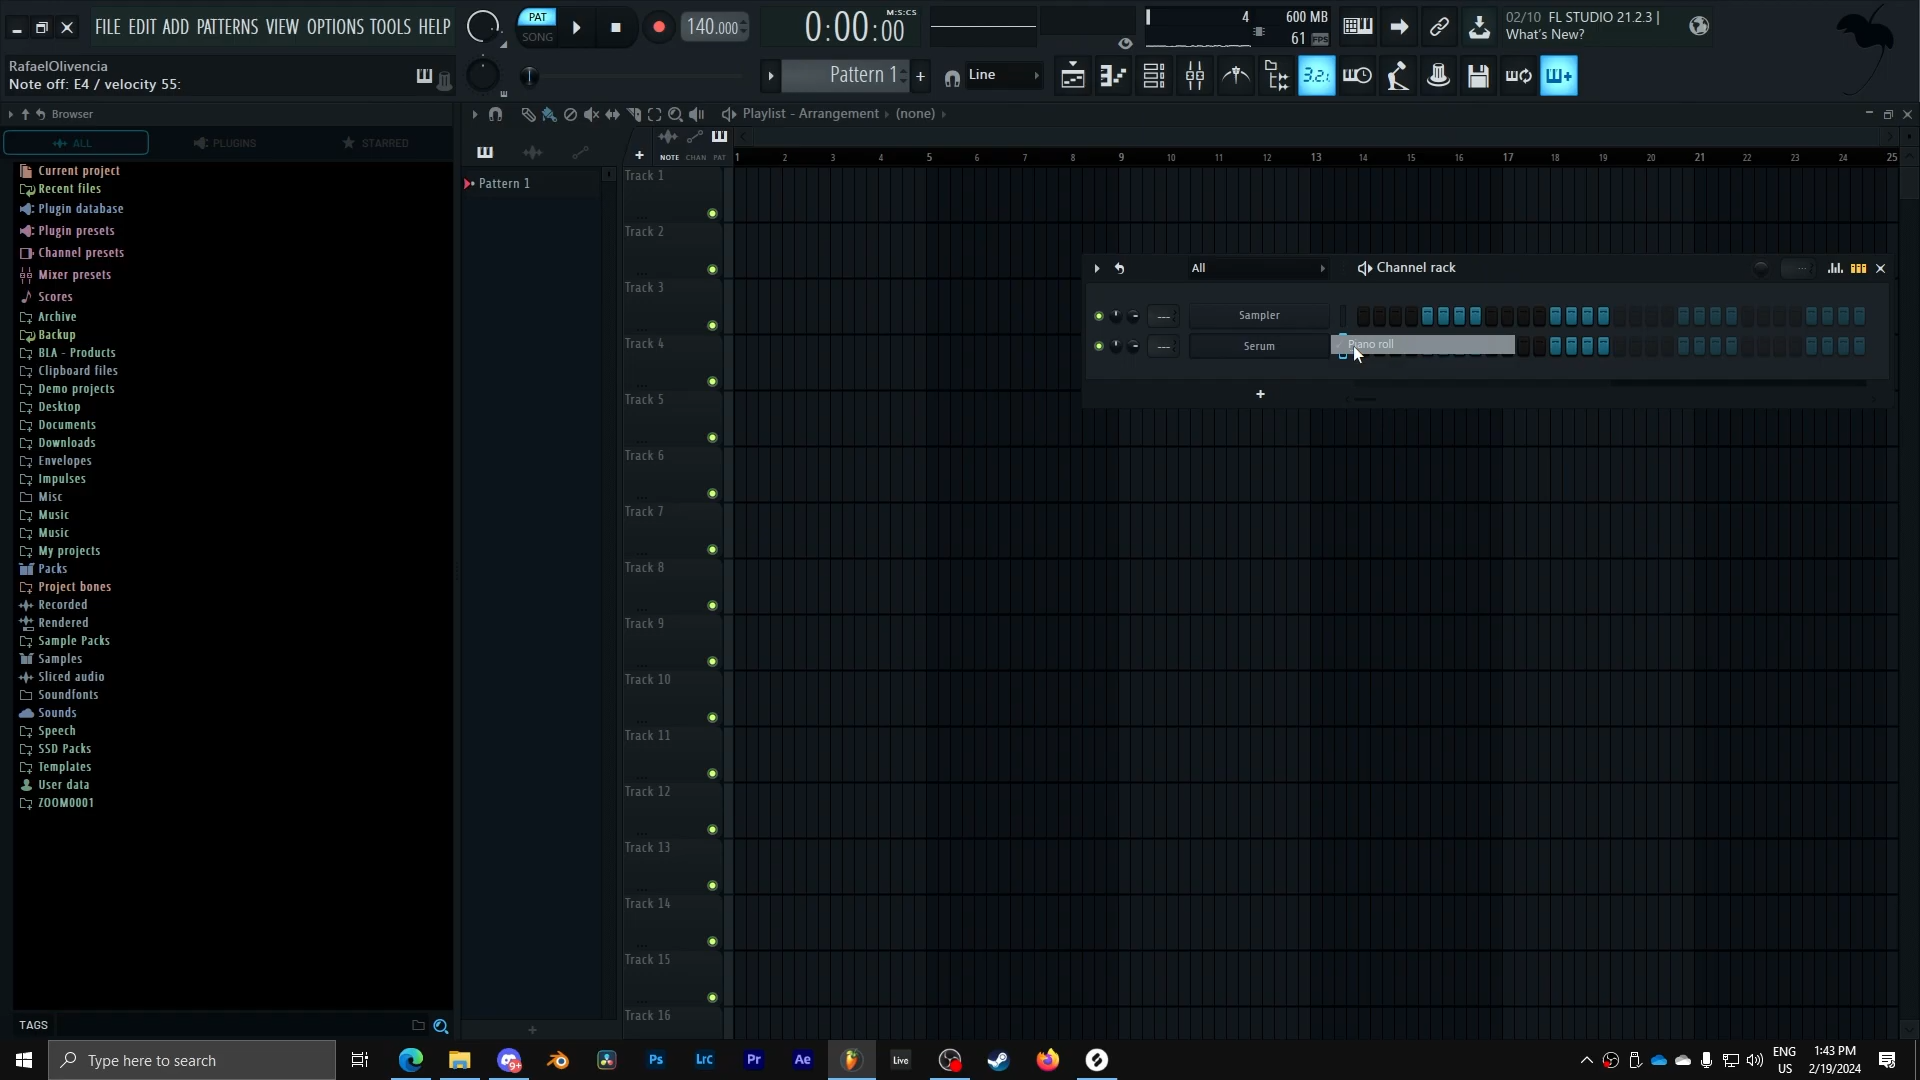 FILE EDIT ADD PATTERNS VIEW OPTIONS TOOLS HELP
PAT
SONG
140.000
0:00:00
M:S:CS
4
600 MB
61 FPS
02/10 FL STUDIO 21.2.3 |
What's New?
RafaelOlivencia
Note off: E4 / velocity 55:
Pattern 1
+
Line
Browser
Playlist - Arrangement
(none)
ALL
PLUGINS
STARRED
NOTE CHAN PAT
1 2 3 4 5 6 7 8 9 10 11 12 13 14 15 16 17 18 19 20 21 22 23 24 25
Current project
Recent files
Plugin database
Plugin presets
Channel presets
Mixer presets
Scores
Archive
Backup
BLA - Products
Clipboard files
Demo projects
Desktop
Documents
Downloads
Envelopes
Impulses
Misc
Music
Music
My projects
Packs
Project bones
Recorded
Rendered
Sample Packs
Samples
Sliced audio
Soundfonts
Sounds
Speech
SSD Packs
Templates
User data
ZOOM0001
TAGS
Pattern 1
Track 1
Track 2
Track 3
Track 4
Track 5
Track 6
Track 7
Track 8
Track 9
Track 10
Track 11
Track 12
Track 13
Track 14
Track 15
Track 16
All
Channel rack
--- Sampler
--- Serum
Piano roll
+
Type here to search
9+
Ps
Lrc
Pr
Ae
Live
ENG
US
1:43 PM
2/19/2024